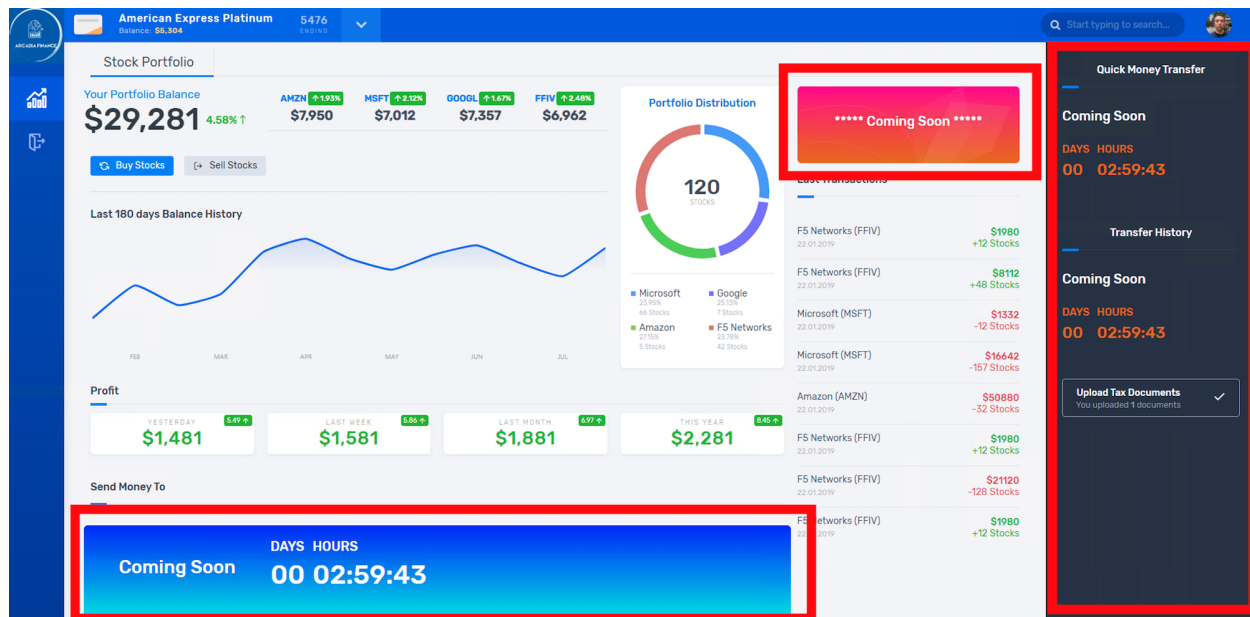 ARCADIA FINANCE
American Express Platinum
Balance: $5,304
5476
ENDING
Start typing to search...
Stock Portfolio
Your Portfolio Balance
$29,281 4.58% ↑
AMZN ↑1.93%
$7,950
MSFT ↑2.12%
$7,012
GOOGL ↑1.67%
$7,357
FFIV ↑2.48%
$6,962
Buy Stocks
Sell Stocks
Last 180 days Balance History
FEB MAR APR MAY JUN JUL
Portfolio Distribution
120
STOCKS
Microsoft
23.95%
66 Stocks
Google
25.13%
7 Stocks
Amazon
27.15%
5 Stocks
F5 Networks
23.78%
42 Stocks
Profit
YESTERDAY
5.49 ↑
$1,481
LAST WEEK
5.86 ↑
$1,581
LAST MONTH
6.97 ↑
$1,881
THIS YEAR
8.45 ↑
$2,281
Send Money To
Coming Soon
DAYS HOURS
00 02:59:43
***** Coming Soon *****
Last Transactions
F5 Networks (FFIV) $1980
22.01.2019 +12 Stocks
F5 Networks (FFIV) $8112
22.01.2019 +48 Stocks
Microsoft (MSFT) $1332
22.01.2019 -12 Stocks
Microsoft (MSFT) $16642
22.01.2019 -157 Stocks
Amazon (AMZN) $50880
22.01.2019 -32 Stocks
F5 Networks (FFIV) $1980
22.01.2019 +12 Stocks
F5 Networks (FFIV) $21120
22.01.2019 -128 Stocks
F5 Networks (FFIV) $1980
22.01.2019 +12 Stocks
Quick Money Transfer
Coming Soon
DAYS HOURS
00 02:59:43
Transfer History
Coming Soon
DAYS HOURS
00 02:59:43
Upload Tax Documents
You uploaded 1 documents